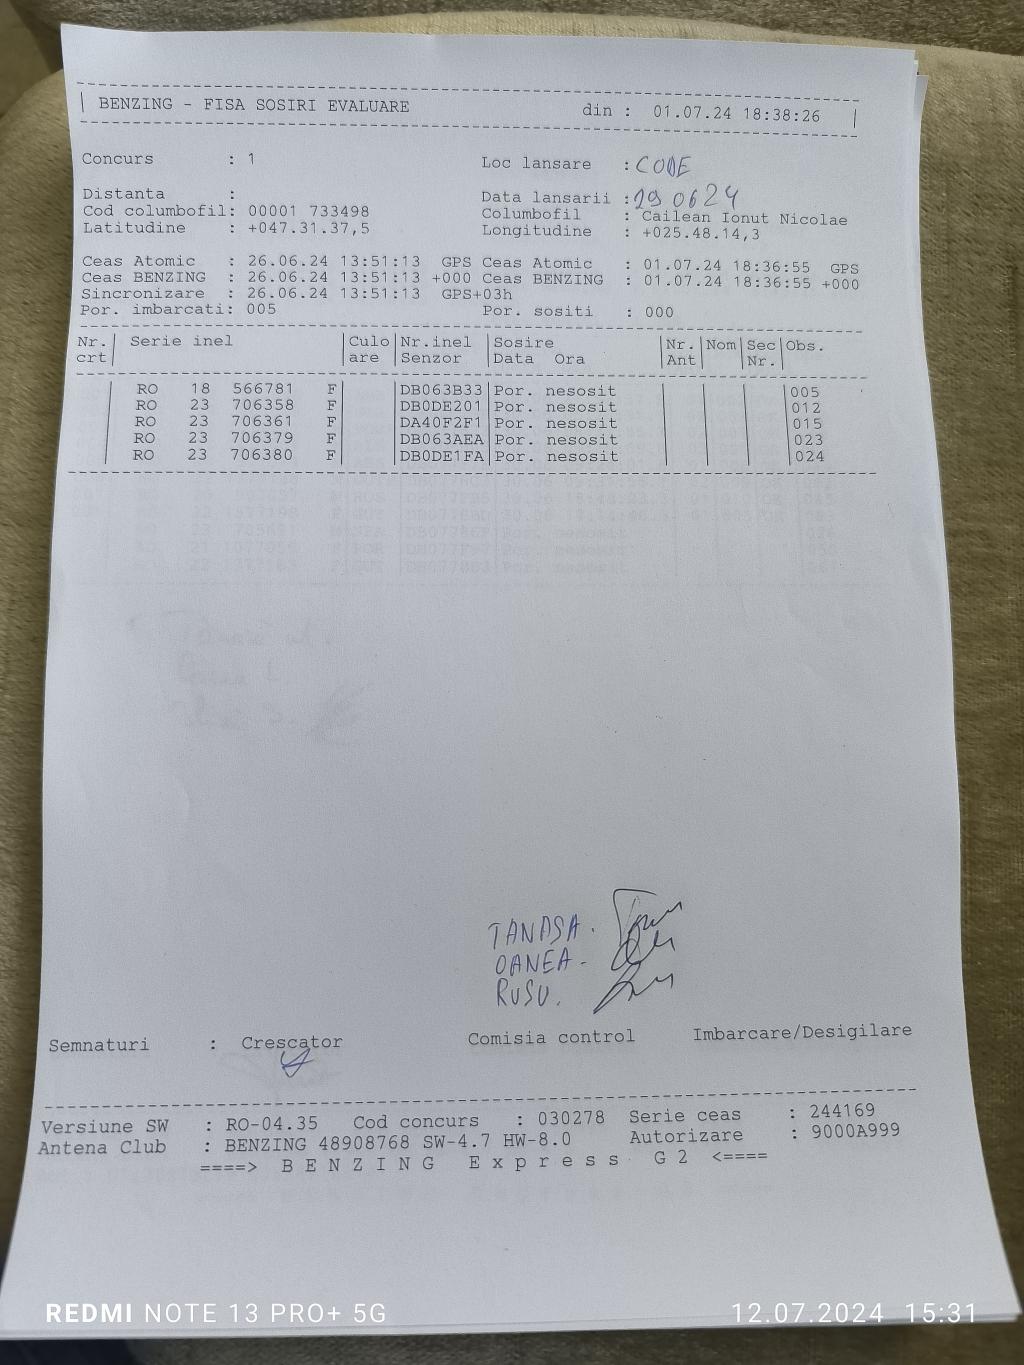 BENZING - FISA SOSIRI EVALUARE din : 01.07.24 18:38:26
Concurs : 1 Loc lansare : CODE
Distanta : Data lansarii : 29 06 24
Cod columbofil: 00001 733498 Columbofil : Cailean Ionut Nicolae
Latitudine : +047.31.37,5 Longitudine : +025.48.14,3
Ceas Atomic : 26.06.24 13:51:13 GPS Ceas Atomic : 01.07.24 18:36:55 GPS
Ceas BENZING : 26.06.24 13:51:13 +000 Ceas BENZING : 01.07.24 18:36:55 +000
Sincronizare : 26.06.24 13:51:13 GPS+03h
Por. imbarcati: 005 Por. sositi : 000
Nr. Serie inel Culo Nr.inel Sosire Nr. Nom Sec Obs.
crt are Senzor Data Ora Ant Nr.
RO 18 566781 F DB063B33 Por. nesosit 005
RO 23 706358 F DB0DE201 Por. nesosit 012
RO 23 706361 F DA40F2F1 Por. nesosit 015
RO 23 706379 F DB063AEA Por. nesosit 023
RO 23 706380 F DB0DE1FA Por. nesosit 024
TANASA.
OANEA-
RUSU.
Semnaturi : Crescator Comisia control Imbarcare/Desigilare
Versiune SW : RO-04.35 Cod concurs : 030278 Serie ceas : 244169
Antena Club : BENZING 48908768 SW-4.7 HW-8.0 Autorizare : 9000A999
====> B E N Z I N G E x p r e s s G 2 <====
REDMI NOTE 13 PRO+ 5G 12.07.2024 15:31